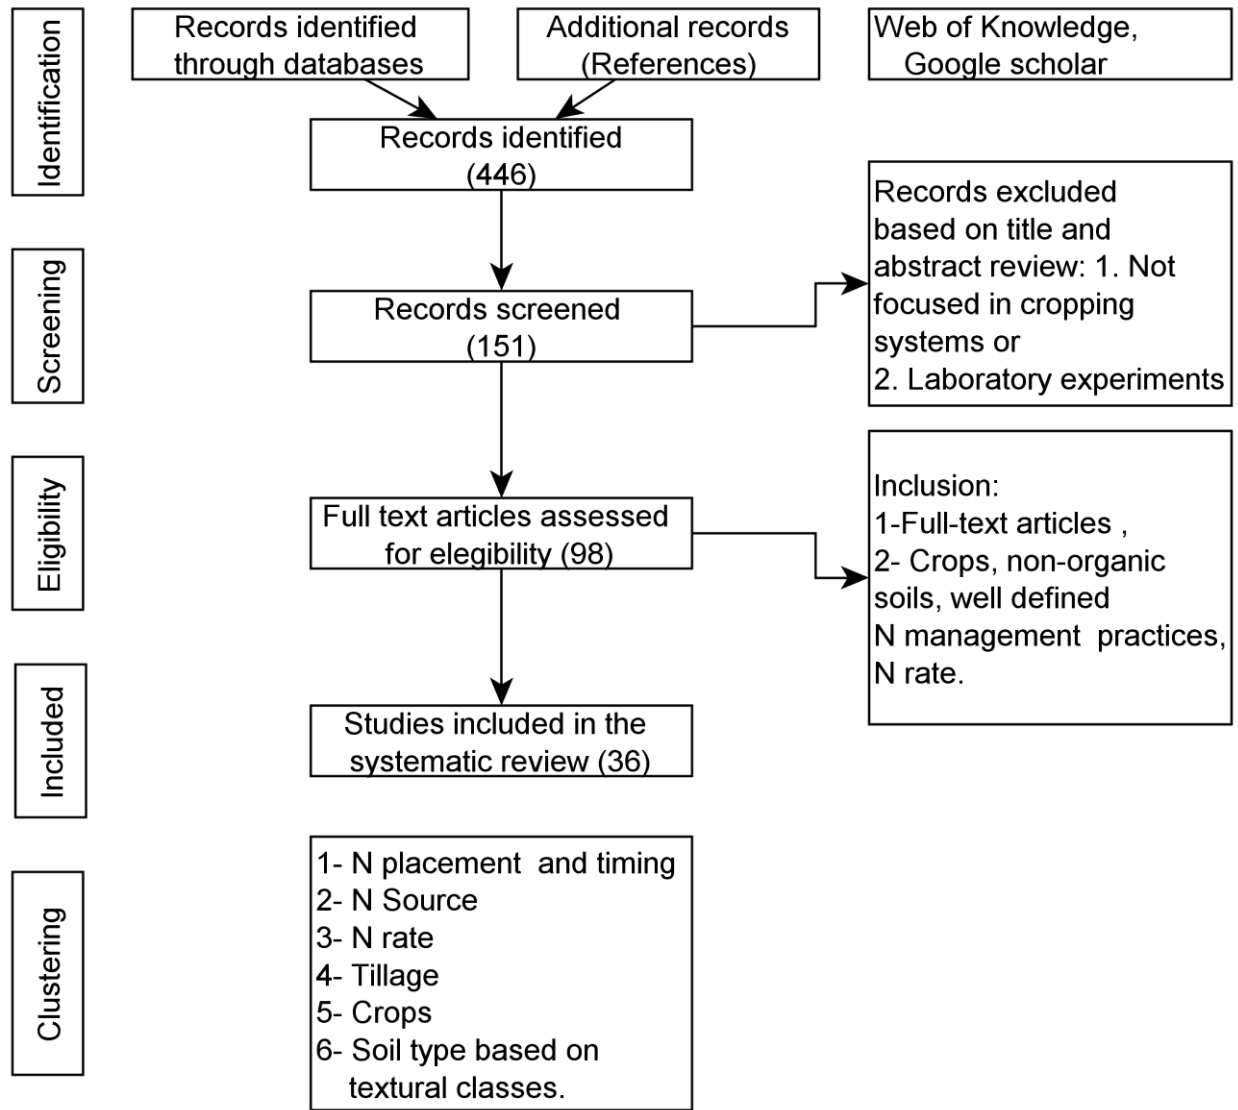 Identification
Records identified
through databases
Additional records
(References)
Web of Knowledge,
Google scholar
Records identified
(446)
Screening
Records screened
(151)
Records excluded
based on title and
abstract review: 1. Not
focused in cropping
systems or
2. Laboratory experiments
Eligibility
Full text articles assessed
for elegibility (98)
Inclusion:
1-Full-text articles ,
2- Crops, non-organic
soils, well defined
N management practices,
N rate.
Included
Studies included in the
systematic review (36)
Clustering
1- N placement and timing
2- N Source
3- N rate
4- Tillage
5- Crops
6- Soil type based on
textural classes.